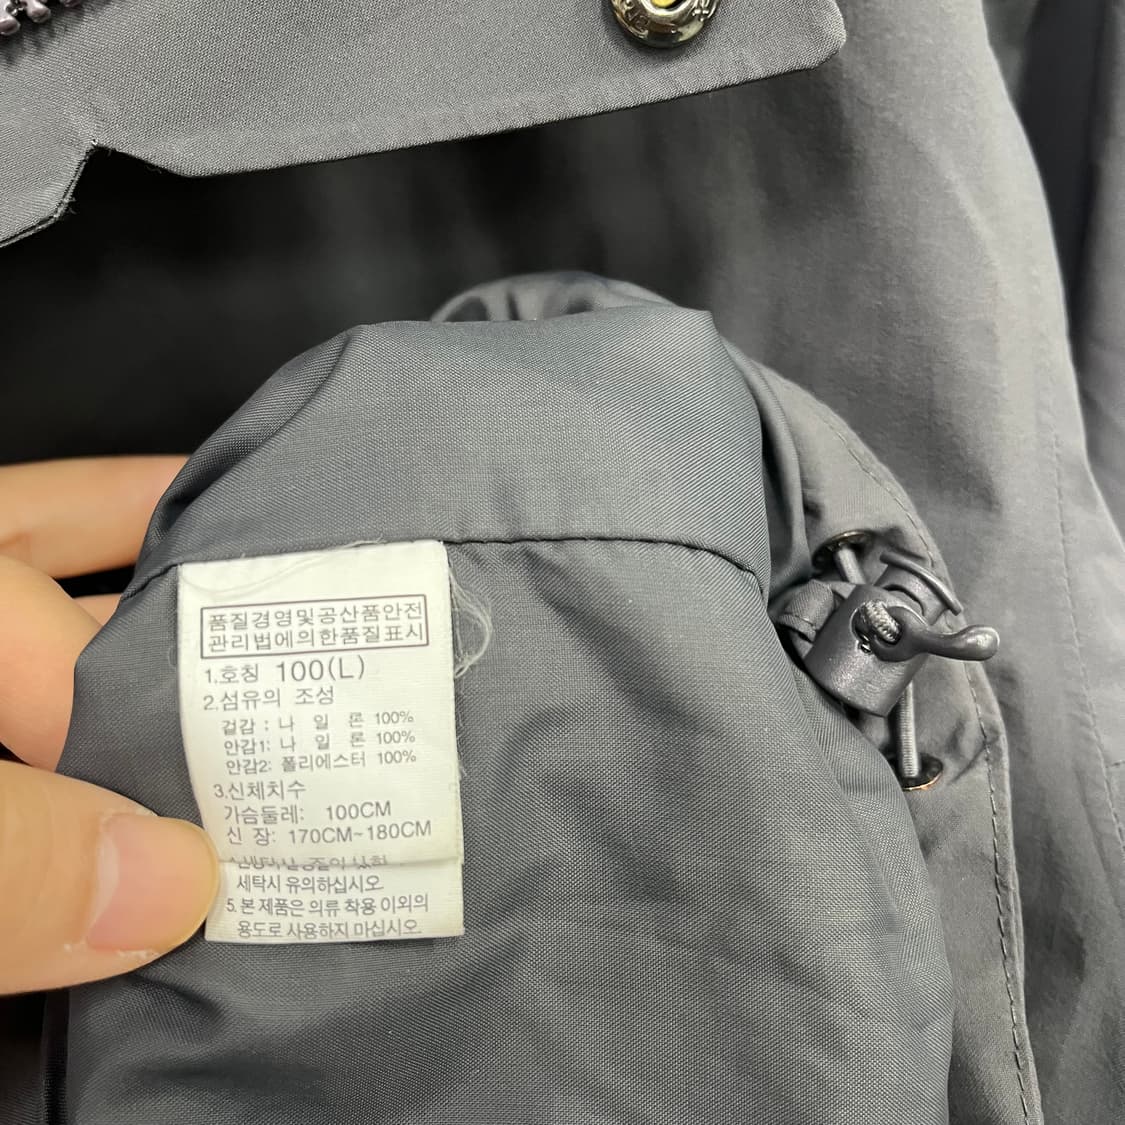 품질경영및공산품안전
관리법에의한품질표시
1.호칭 100(L)
2.섬유의 조성
겉감 : 나 일 론 100%
안감1: 나 일 론 100%
안감2: 폴리에스터 100%
3.신체치수
가슴둘레: 100CM
신 장: 170CM~180CM
세탁시 유의하십시오.
5.본 제품은 의류 착용 이외의
용도로 사용하지 마십시오.